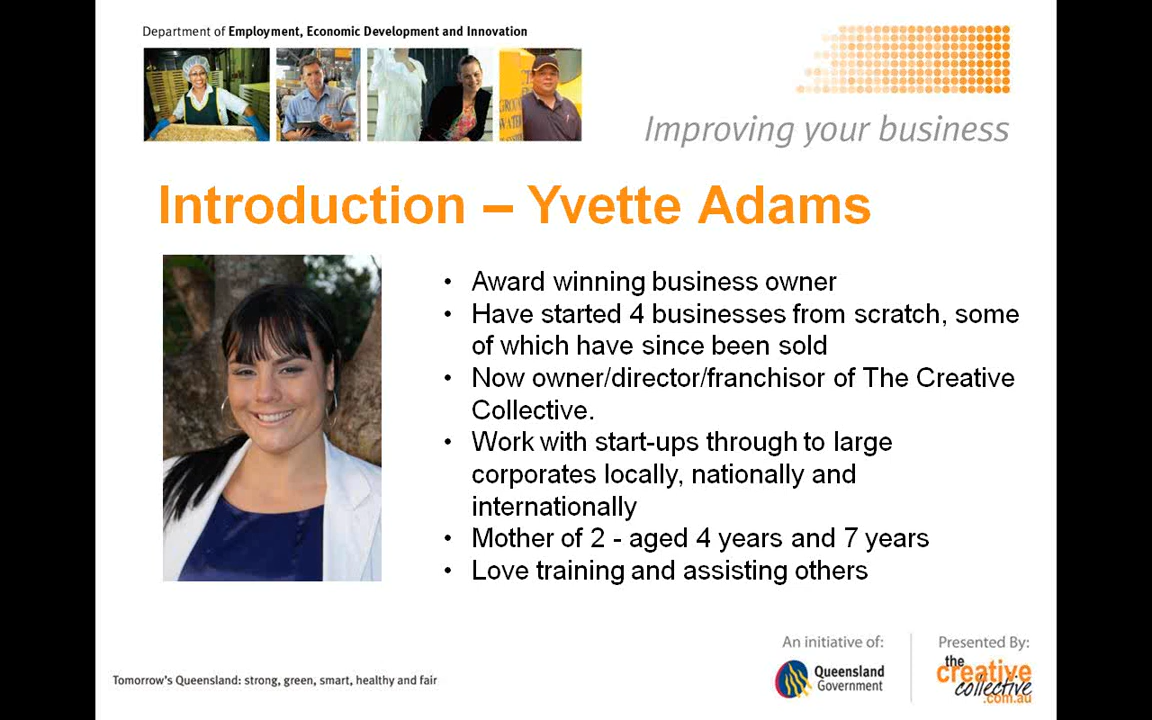 Department of Employment, Economic Development and Innovation
Improving your business
Introduction – Yvette Adams
• Award winning business owner
• Have started 4 businesses from scratch, some
of which have since been sold
• Now owner/director/franchisor of The Creative
Collective.
• Work with start-ups through to large
corporates locally, nationally and
internationally
• Mother of 2 - aged 4 years and 7 years
• Love training and assisting others
An initiative of:
Queensland
Government
Presented By:
the
creative
collective
.com.au
Tomorrow's Queensland: strong, green, smart, healthy and fair